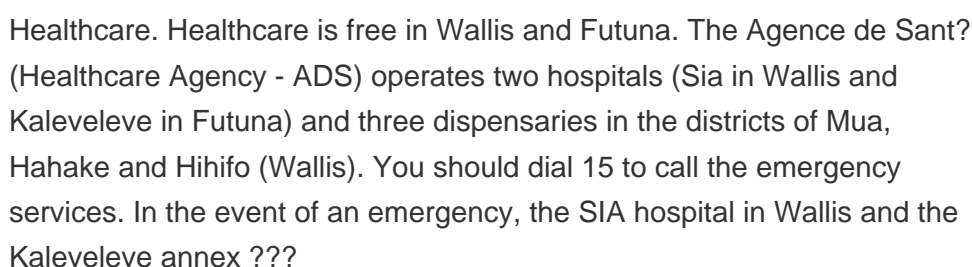 Healthcare. Healthcare is free in Wallis and Futuna. The Agence de Sant?
(Healthcare Agency - ADS) operates two hospitals (Sia in Wallis and
Kaleveleve in Futuna) and three dispensaries in the districts of Mua,
Hahake and Hihifo (Wallis). You should dial 15 to call the emergency
services. In the event of an emergency, the SIA hospital in Wallis and the
Kaleveleve annex ???